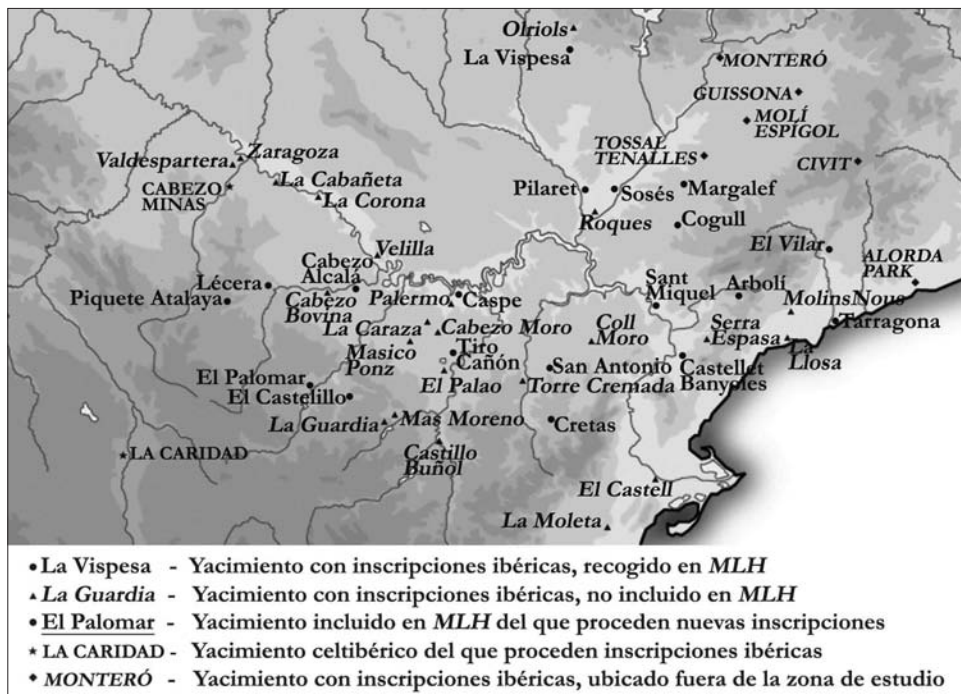 Olriols
La Vispesa
MONTERÓ
GUISSONA
MOLÍ
ESPÍGOL
TOSSAL
TENALLES
CIVIT
Valdespartera
Zaragoza
CABEZO
MINAS
La Cabañeta
La Corona
Pilaret
Sosés
Margalef
Roques
Cogull
Velilla
El Vilar
ALORDA
PARK
Cabezo
Alcalá
Lécera
Piquete Atalaya
Cabezo
Bovina
Palermo
Caspe
Sant
Miquel
Arbolí
MolinsNous
Tarragona
La Caraza
Cabezo Moro
Coll
Moro
Serra
Espasa
La
Llosa
Masico
Ponz
Tiro
Cañón
El Palao
San Antonio
Torre Cremada
Castellet
Banyoles
El Palomar
El Castelillo
La Guardia
Mas Moreno
Cretas
LA CARIDAD
Castillo
Buñol
El Castell
La Moleta
•La Vispesa - Yacimiento con inscripciones ibéricas, recogido en MLH
▲La Guardia - Yacimiento con inscripciones ibéricas, no incluido en MLH
•El Palomar - Yacimiento incluido en MLH del que proceden nuevas inscripciones
★LA CARIDAD - Yacimiento celtibérico del que proceden inscripciones ibéricas
◆MONTERÓ - Yacimiento con inscripciones ibéricas, ubicado fuera de la zona de estudio